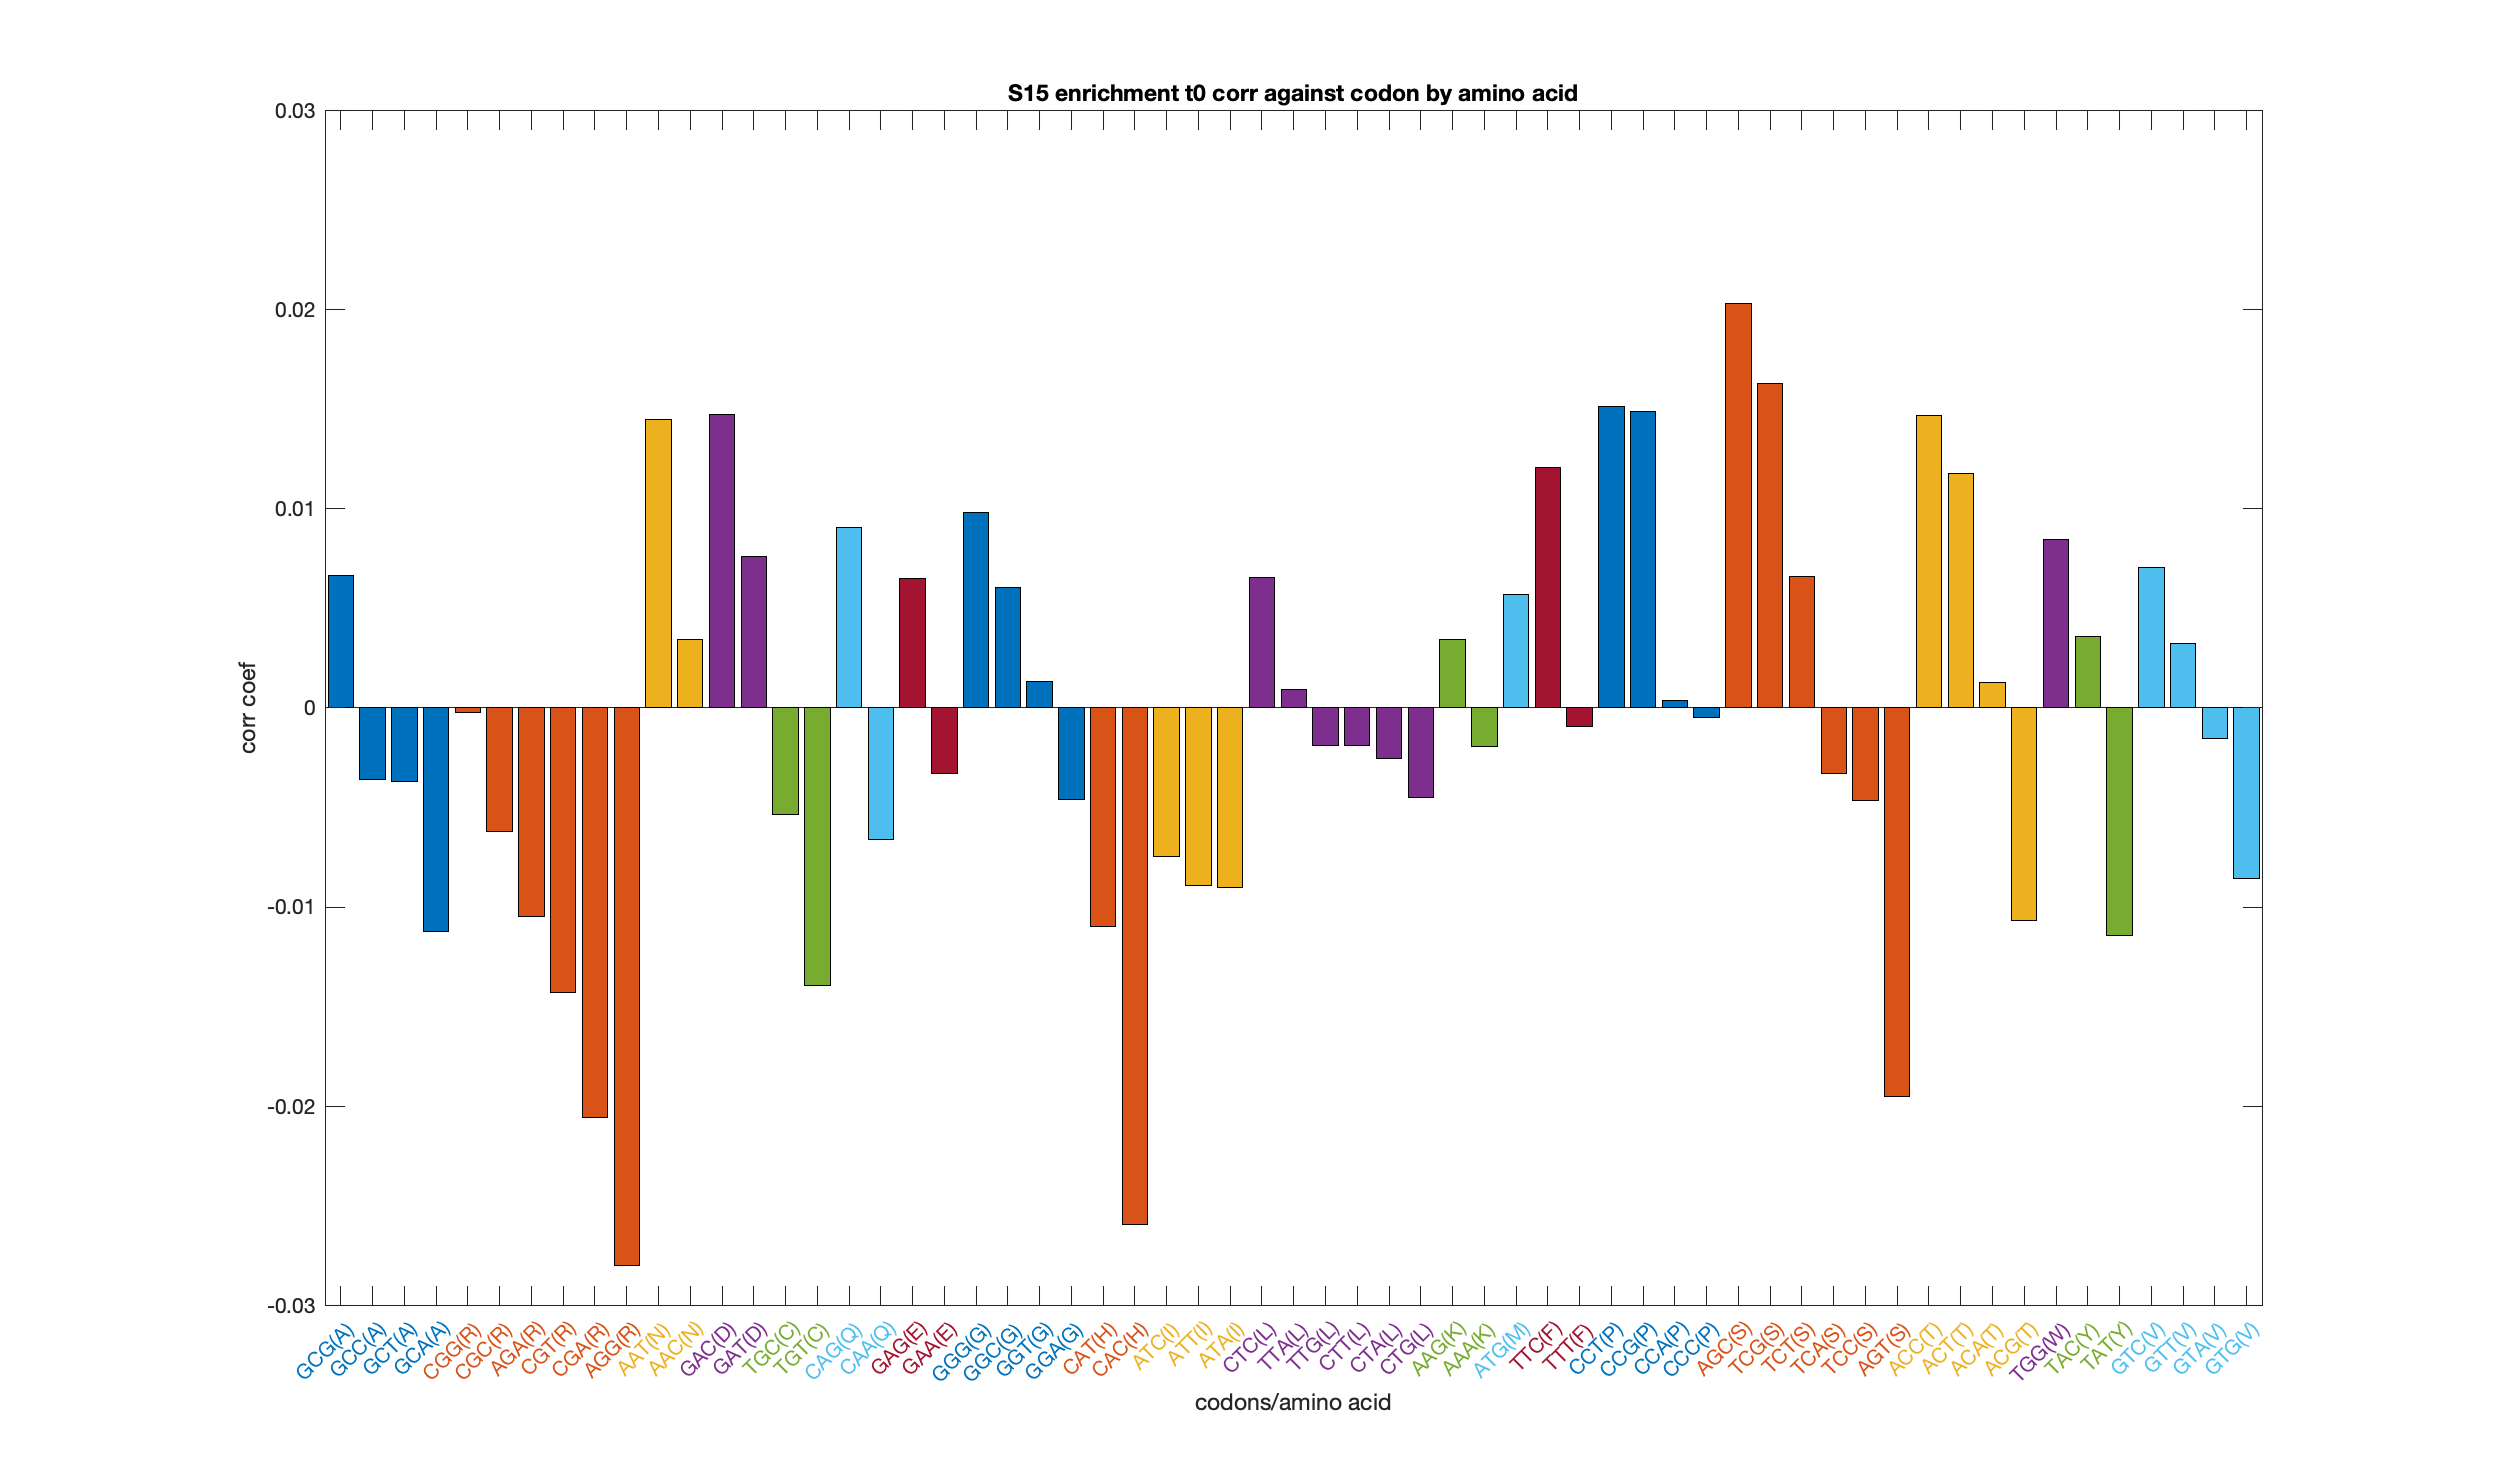 S15 enrichment t0 corr against codon by amino acid
0.03
0.02
0.01
0
-0.01
-0.02
-0.03
corr coef
GCG(A)
GCC(A)
GCT(A)
GCA(A)
CGG(R)
CGC(R)
AGA(R)
CGT(R)
CGA(R)
AGG(R)
AAT(N)
AAC(N)
GAC(D)
GAT(D)
TGC(C)
TGT(C)
CAG(Q)
CAA(Q)
GAG(E)
GAA(E)
GGG(G)
GGC(G)
GGT(G)
GGA(G)
CAT(H)
CAC(H)
ATC(I)
ATT(I)
ATA(I)
CTC(L)
TTA(L)
TTG(L)
CTT(L)
CTA(L)
CTG(L)
AAG(K)
AAA(K)
ATG(M)
TTC(F)
TTT(F)
CCT(P)
CCG(P)
CCA(P)
CCC(P)
AGC(S)
TCG(S)
TCT(S)
TCA(S)
TCC(S)
AGT(S)
ACC(T)
ACT(T)
ACA(T)
ACG(T)
TGG(W)
TAC(Y)
TAT(Y)
GTC(V)
GTT(V)
GTA(V)
GTG(V)
codons/amino acid